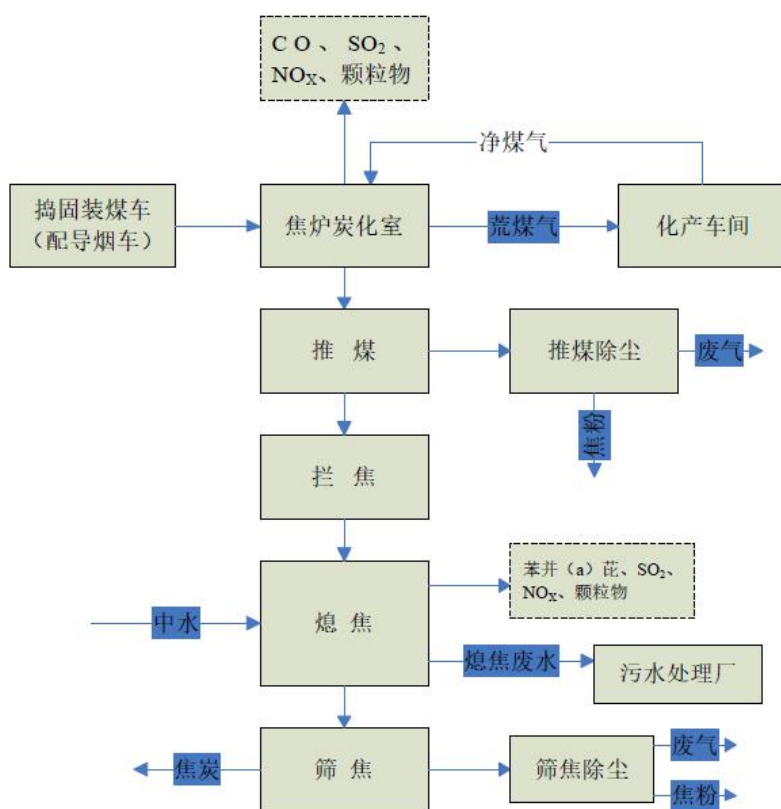 CO、SO₂、
NOX、颗粒物
净煤气
捣固装煤车
（配导烟车）
焦炉炭化室
荒煤气
化产车间
推 煤
推煤除尘
废气
焦粉
拦 焦
苯并（a）芘、SO₂、
NOX、颗粒物
中水
熄 焦
熄焦废水
污水处理厂
焦炭
筛 焦
筛焦除尘
废气
焦粉